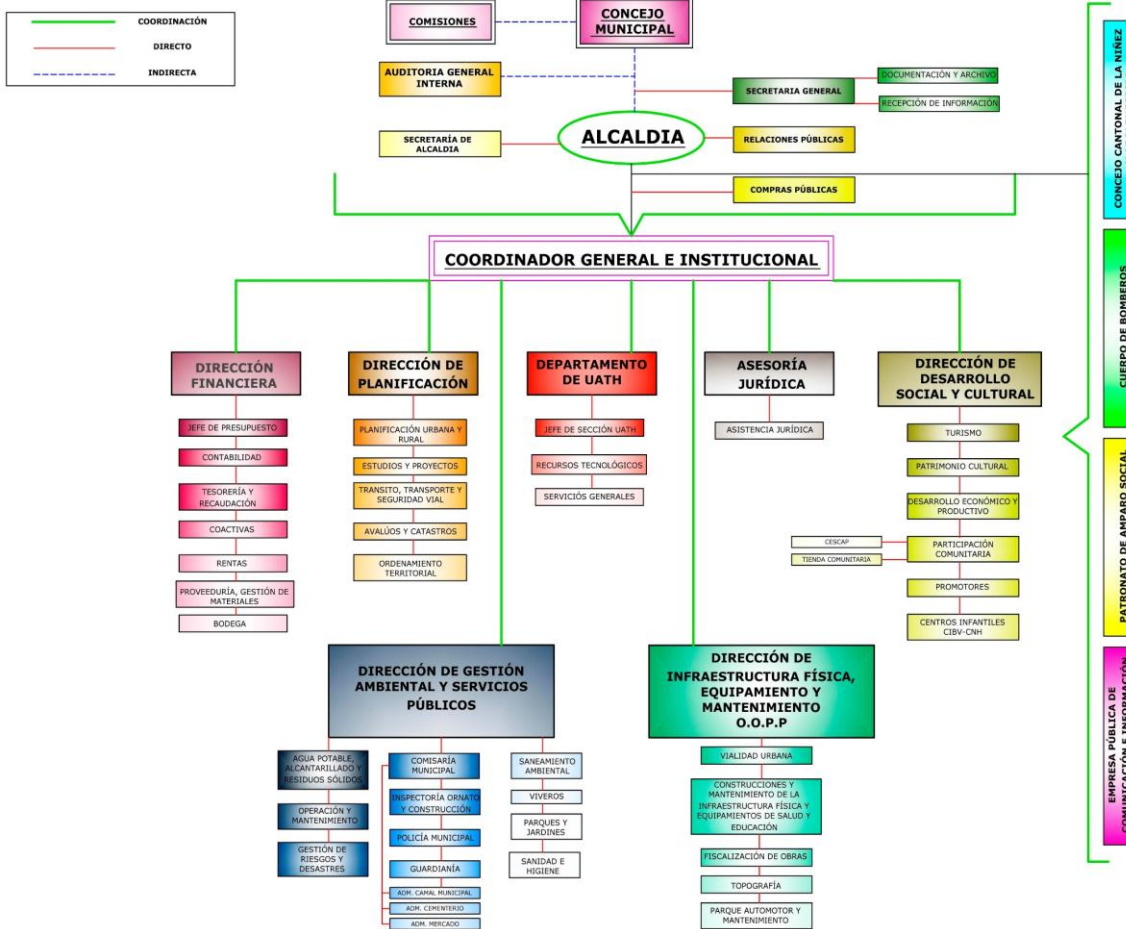 COORDINACIÓN
DIRECTO
INDIRECTA
COMISIONES
CONCEJO
MUNICIPAL
AUDITORIA GENERAL
INTERNA
SECRETARIA GENERAL
DOCUMENTACIÓN Y ARCHIVO
RECEPCIÓN DE INFORMACIÓN
SECRETARÍA DE
ALCALDIA
ALCALDIA
RELACIONES PÚBLICAS
COMPRAS PÚBLICAS
COORDINADOR GENERAL E INSTITUCIONAL
DIRECCIÓN
FINANCIERA
JEFE DE PRESUPUESTO
CONTABILIDAD
TESORERÍA Y
RECAUDACIÓN
COACTIVAS
RENTAS
PROVEEDURÍA, GESTIÓN DE
MATERIALES
BODEGA
DIRECCIÓN DE
PLANIFICACIÓN
PLANIFICACIÓN URBANA Y
RURAL
ESTUDIOS Y PROYECTOS
TRANSITO, TRANSPORTE Y
SEGURIDAD VIAL
AVALÚOS Y CATASTROS
ORDENAMIENTO
TERRITORIAL
DEPARTAMENTO
DE UATH
JEFE DE SECCIÓN UATH
RECURSOS TECNOLÓGICOS
SERVICIÓS GENERALES
ASESORÍA
JURÍDICA
ASISTENCIA JURÍDICA
DIRECCIÓN DE
DESARROLLO
SOCIAL Y CULTURAL
TURISMO
PATRIMONIO CULTURAL
DESARROLLO ECONÓMICO Y
PRODUCTIVO
CESCAP
TIENDA COMUNITARIA
PARTICIPACIÓN
COMUNITARIA
PROMOTORES
CENTROS INFANTILES
CIBV-CNH
DIRECCIÓN DE GESTIÓN
AMBIENTAL Y SERVICIOS
PÚBLICOS
AGUA POTABLE,
ALCANTARILLADO Y
RESIDUOS SÓLIDOS
OPERACIÓN Y
MANTENIMIENTO
GESTIÓN DE
RIESGOS Y
DESASTRES
COMISARÍA
MUNICIPAL
INSPECTORÍA ORNATO
Y CONSTRUCCIÓN
POLICÍA MUNICIPAL
GUARDIANÍA
ADM. CAMAL MUNICIPAL
ADM. CEMENTERIO
ADM. MERCADO
SANEAMIENTO
AMBIENTAL
VIVEROS
PARQUES Y
JARDINES
SANIDAD E
HIGIENE
DIRECCIÓN DE
INFRAESTRUCTURA FÍSICA,
EQUIPAMIENTO Y
MANTENIMIENTO
O.O.P.P
VIALIDAD URBANA
CONSTRUCCIONES Y
MANTENIMIENTO DE LA
INFRAESTRUCTURA FÍSICA Y
EQUIPAMIENTOS DE SALUD Y
EDUCACIÓN
FISCALIZACIÓN DE OBRAS
TOPOGRAFÍA
PARQUE AUTOMOTOR Y
MANTENIMIENTO
CONCEJO CANTONAL DE LA NIÑEZ
CUERPO DE BOMBEROS
PATRONATO DE AMPARO SOCIAL
EMPRESA PÚBLICA DE
COMUNICACIÓN E INFORMACIÓN